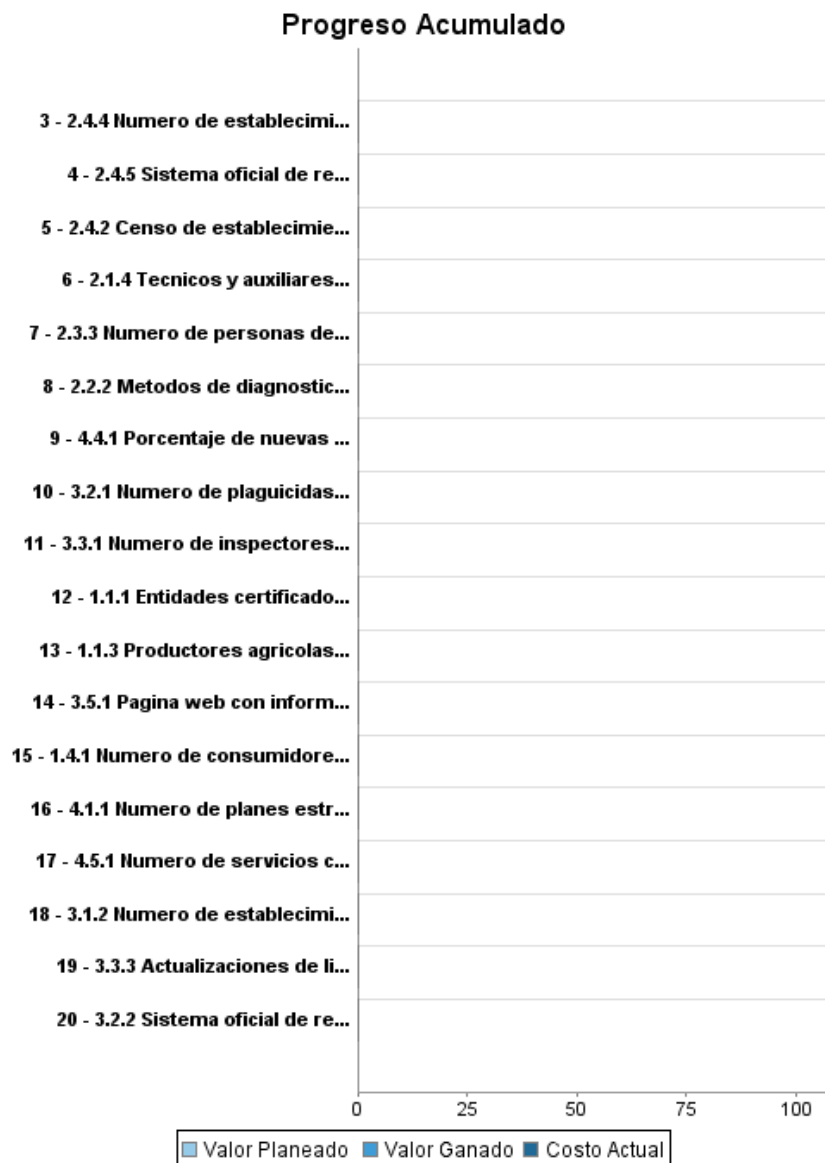 Progreso Acumulado
3 - 2.4.4 Numero de establecimi...
4 - 2.4.5 Sistema oficial de re...
5 - 2.4.2 Censo de establecimie...
6 - 2.1.4 Tecnicos y auxiliares...
7 - 2.3.3 Numero de personas de...
8 - 2.2.2 Metodos de diagnostic...
9 - 4.4.1 Porcentaje de nuevas ...
10 - 3.2.1 Numero de plaguicidas...
11 - 3.3.1 Numero de inspectores...
12 - 1.1.1 Entidades certificado...
13 - 1.1.3 Productores agricolas...
14 - 3.5.1 Pagina web con inform...
15 - 1.4.1 Numero de consumidore...
16 - 4.1.1 Numero de planes estr...
17 - 4.5.1 Numero de servicios c...
18 - 3.1.2 Numero de establecimi...
19 - 3.3.3 Actualizaciones de li...
20 - 3.2.2 Sistema oficial de re...
0 25 50 75 100
Valor Planeado Valor Ganado Costo Actual